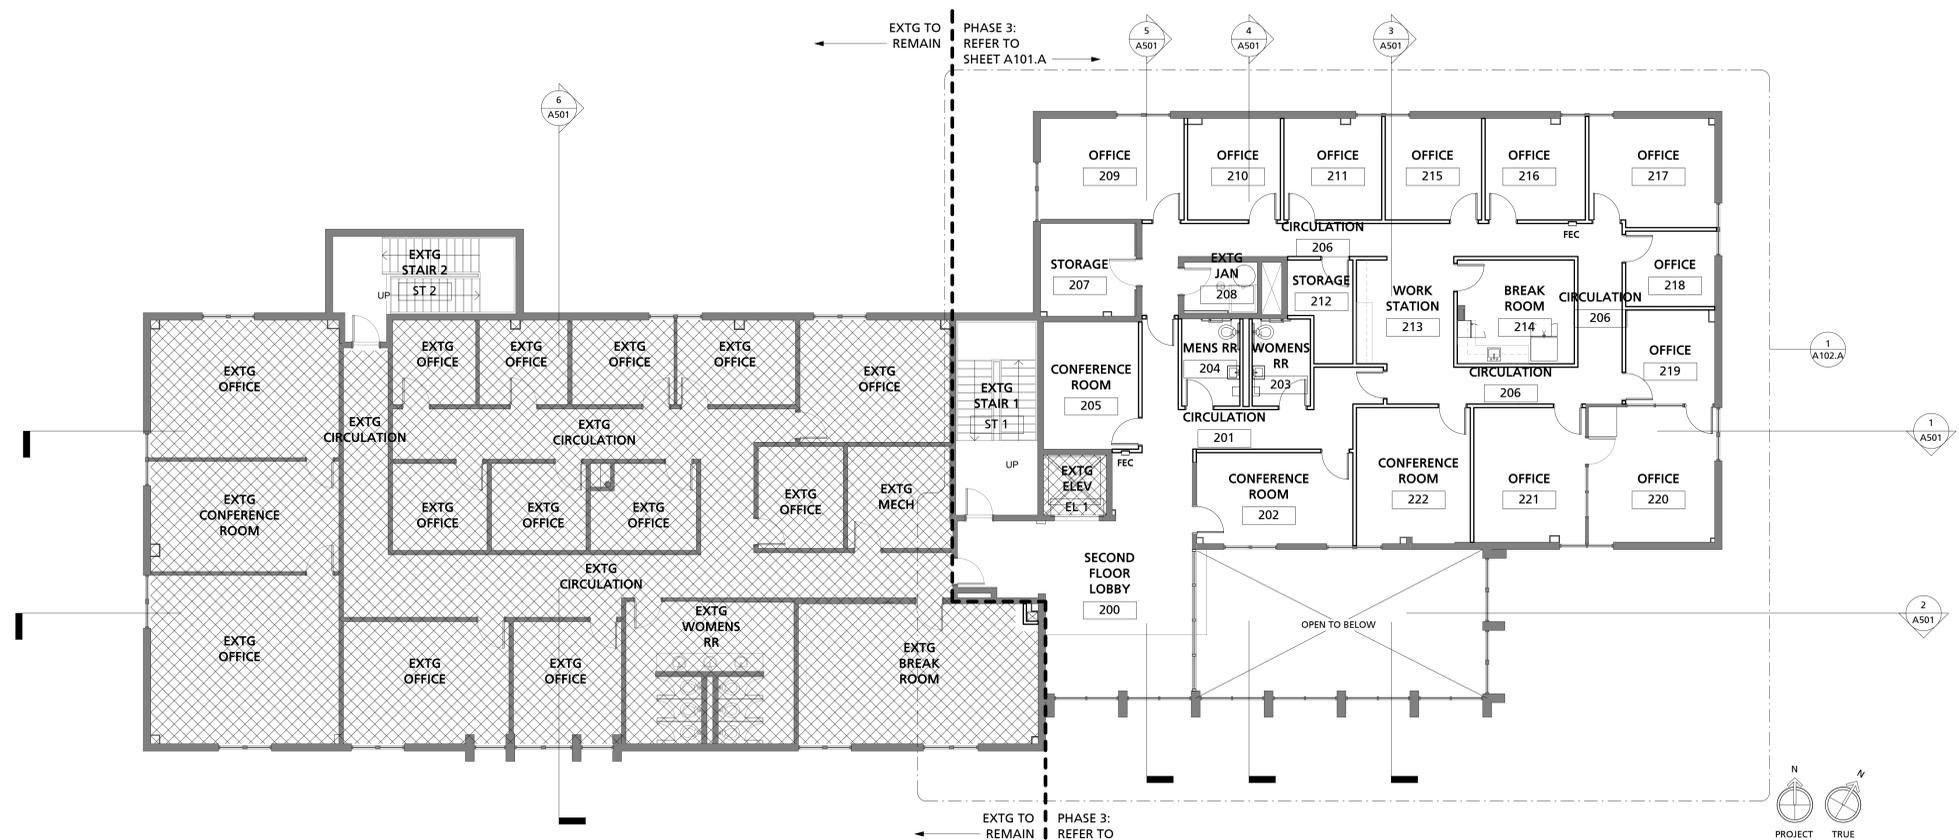 EXTG TO
REMAIN
PHASE 3:
REFER TO
SHEET A101.A
5
A501
4
A501
3
A501
6
A501
OFFICE
209
OFFICE
210
OFFICE
211
OFFICE
215
OFFICE
216
OFFICE
217
CIRCULATION
206
FEC
EXTG
STAIR 2
ST 2
UP
STORAGE
207
EXTG
JAN
208
STORAGE
212
WORK
STATION
213
BREAK
ROOM
214
CIRCULATION
206
OFFICE
218
EXTG
OFFICE
EXTG
OFFICE
EXTG
OFFICE
EXTG
OFFICE
EXTG
OFFICE
EXTG
OFFICE
EXTG
STAIR 1
ST 1
UP
CONFERENCE
ROOM
205
MENS RR
204
WOMENS
RR
203
CIRCULATION
206
OFFICE
219
1
A102.A
EXTG
CIRCULATION
EXTG
CIRCULATION
CIRCULATION
201
1
A501
EXTG
CONFERENCE
ROOM
EXTG
OFFICE
EXTG
OFFICE
EXTG
OFFICE
EXTG
OFFICE
EXTG
MECH
EXTG
ELEV
EL 1
FEC
CONFERENCE
ROOM
202
CONFERENCE
ROOM
222
OFFICE
221
OFFICE
220
EXTG
CIRCULATION
SECOND
FLOOR
LOBBY
200
OPEN TO BELOW
2
A501
EXTG
OFFICE
EXTG
OFFICE
EXTG
OFFICE
EXTG
WOMENS
RR
EXTG
BREAK
ROOM
EXTG TO
REMAIN
PHASE 3:
REFER TO
N
PROJECT
N
TRUE